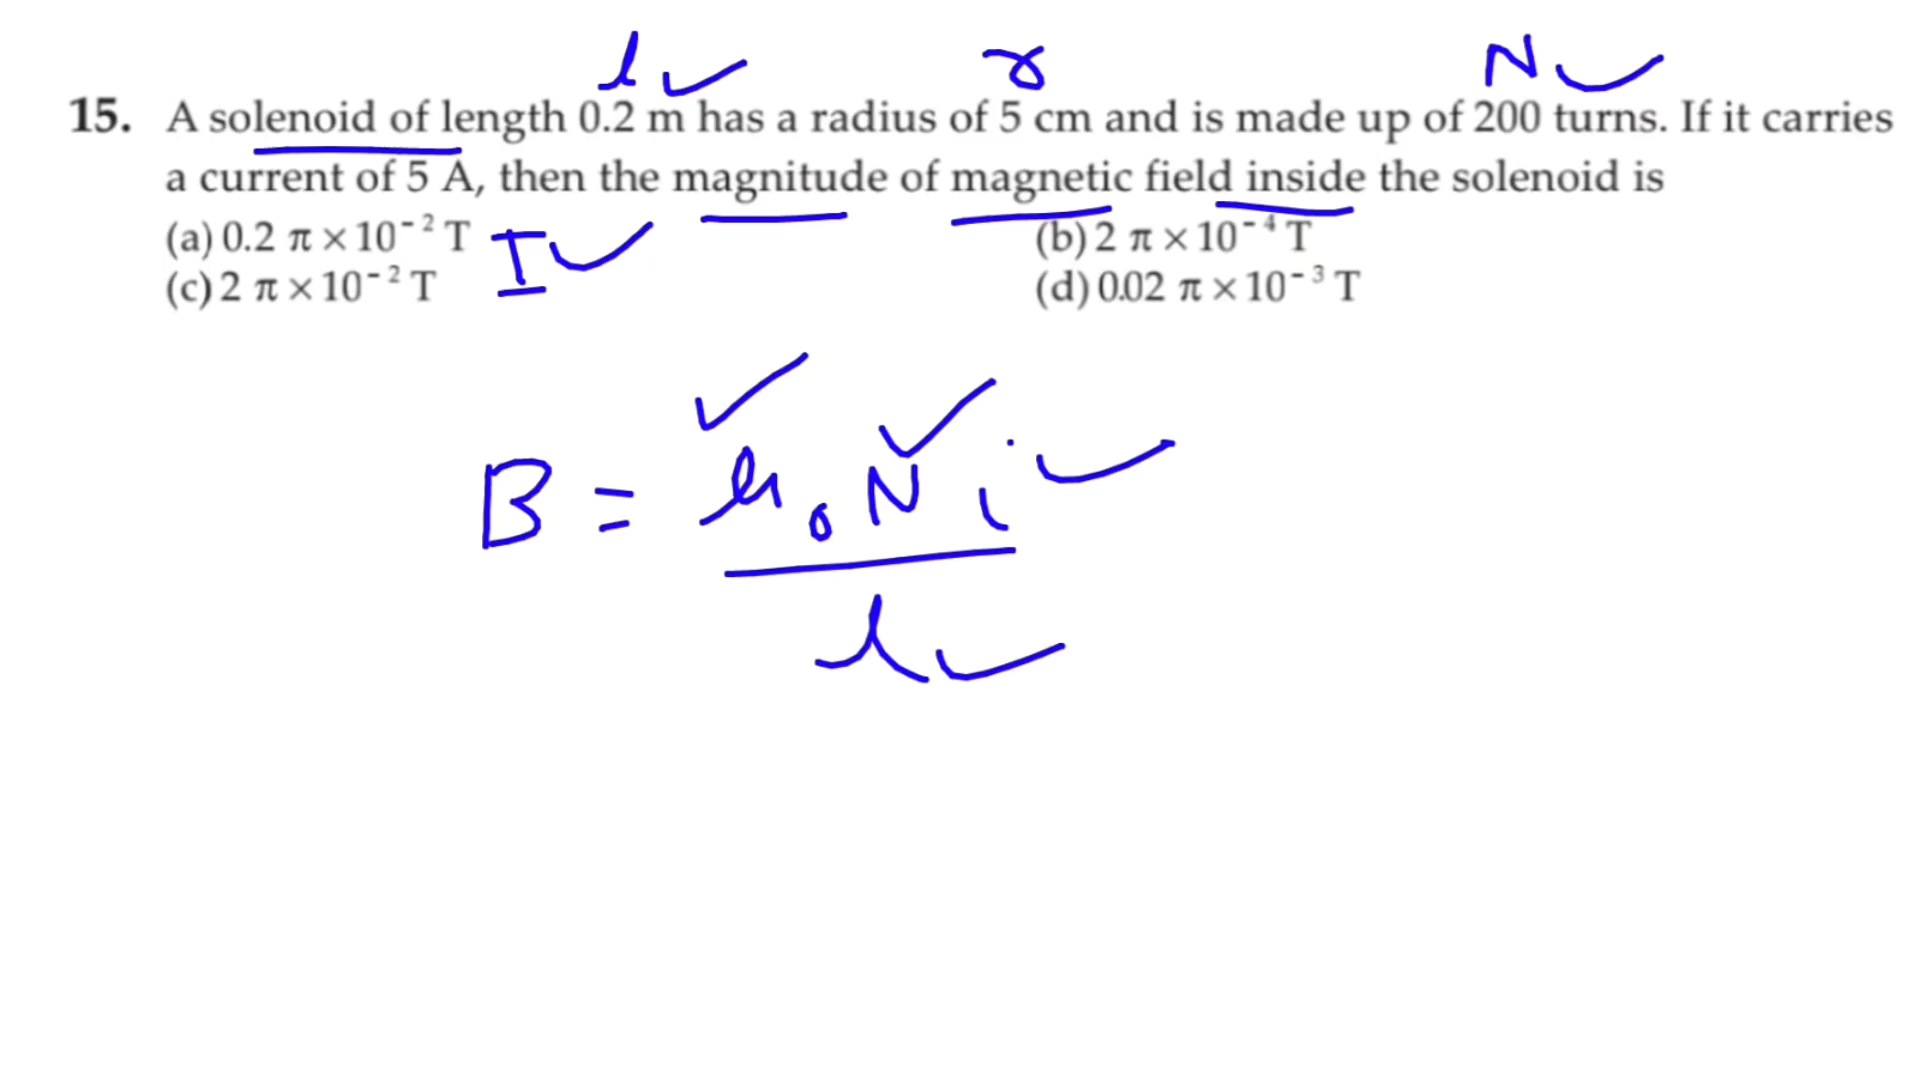 l r N
15. A solenoid of length 0.2 m has a radius of 5 cm and is made up of 200 turns. If it carries
a current of 5 A, then the magnitude of magnetic field inside the solenoid is
(a) 0.2 π × 10⁻² T I (b) 2 π × 10⁻⁴ T
(c) 2 π × 10⁻² T (d) 0.02 π × 10⁻³ T
B = μ₀ N i
l